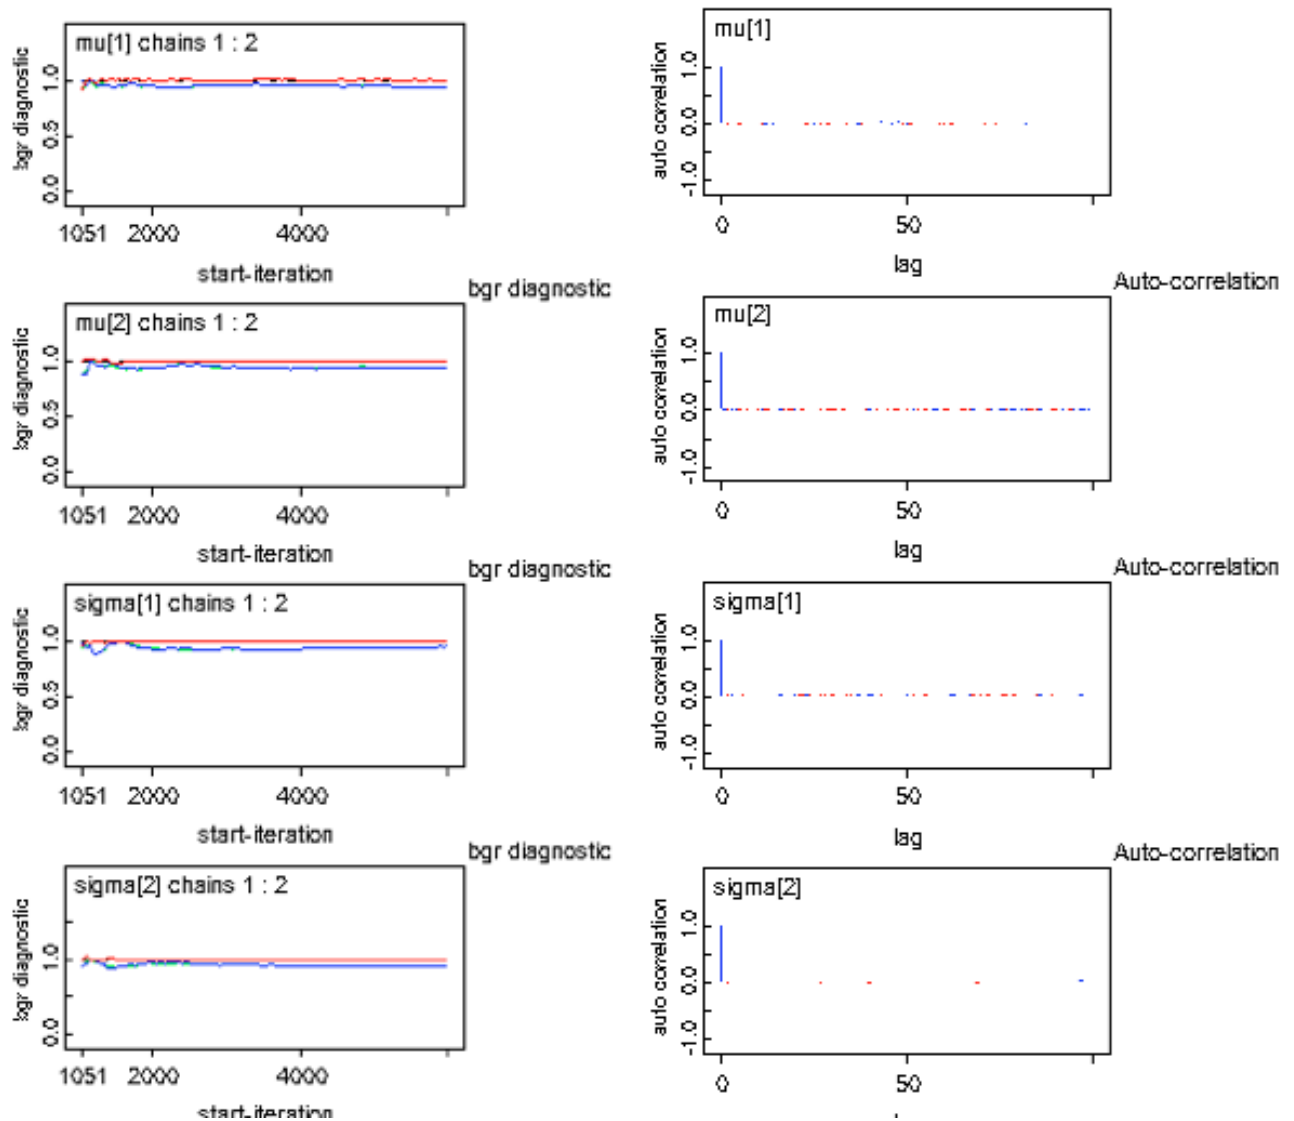 mu[1] chains 1 : 2
bgr diagnostic
1.0
0.5
0.0
1051 2000 4000
start-iteration
mu[1]
auto correlation
1.0
0.0
-1.0
0 50
lag
bgr diagnostic
Auto-correlation
mu[2] chains 1 : 2
bgr diagnostic
1.0
0.5
0.0
1051 2000 4000
start-iteration
mu[2]
auto correlation
1.0
0.0
-1.0
0 50
lag
bgr diagnostic
Auto-correlation
sigma[1] chains 1 : 2
bgr diagnostic
1.0
0.5
0.0
1051 2000 4000
start-iteration
sigma[1]
auto correlation
1.0
0.0
-1.0
0 50
lag
bgr diagnostic
Auto-correlation
sigma[2] chains 1 : 2
bgr diagnostic
1.0
0.0
1051 2000 4000
start-iteration
sigma[2]
auto correlation
1.0
0.0
-1.0
0 50